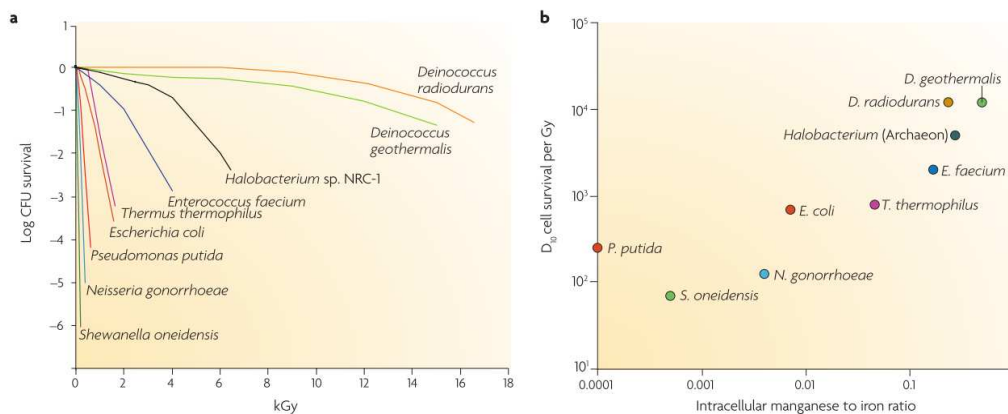 a
1
0
−1
−2
−3
−4
−5
−6
Log CFU survival
0
2
4
6
8
10
12
14
16
18
kGy
Deinococcus
radiodurans
Deinococcus
geothermalis
Halobacterium sp. NRC-1
Enterococcus faecium
Thermus thermophilus
Escherichia coli
Pseudomonas putida
Neisseria gonorrhoeae
Shewanella oneidensis
b
10⁵
10⁴
10³
10²
10¹
D₁₀ cell survival per Gy
0.0001
0.001
0.01
0.1
Intracellular manganese to iron ratio
D. geothermalis
D. radiodurans
Halobacterium (Archaeon)
E. faecium
E. coli
T. thermophilus
P. putida
N. gonorrhoeae
S. oneidensis